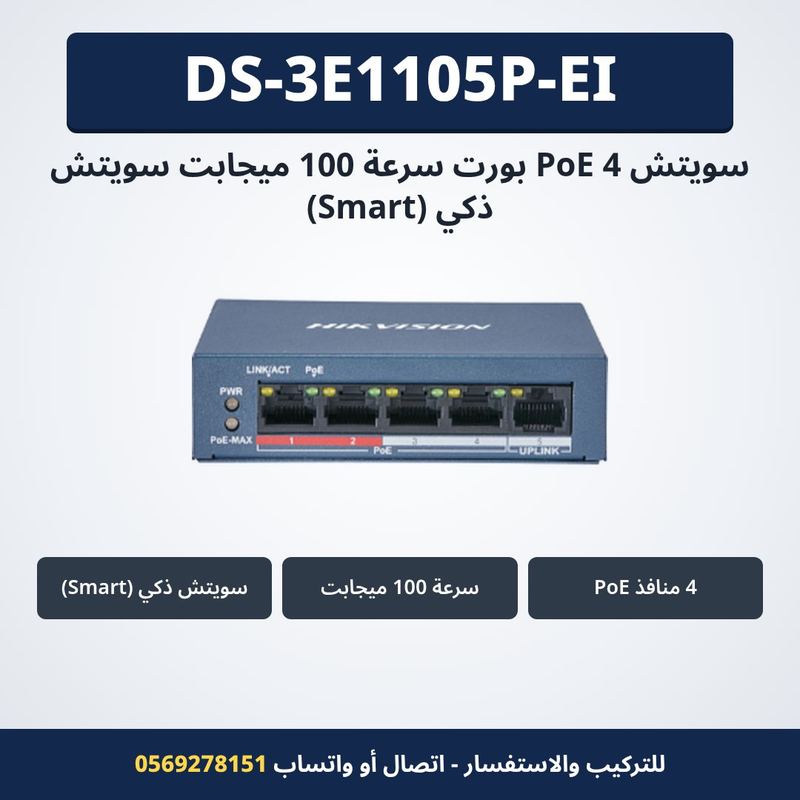 DS-3E1105P-EI
سويتش PoE 4 بورت سرعة 100 ميجابت سويتش
ذكي (Smart)
HIKVISION
LINK/ACT PoE
PWR
PoE-MAX
1 2 3 4 5
PoE UPLINK
4 منافذ PoE
سرعة 100 ميجابت
سويتش ذكي (Smart)
للتركيب والاستفسار - اتصال أو واتساب 0569278151